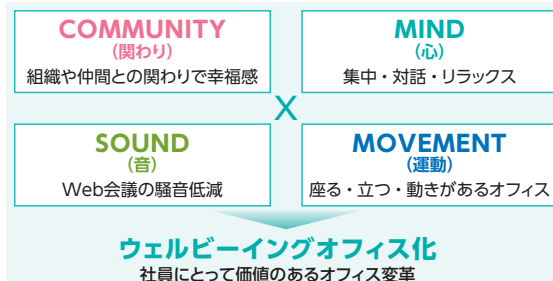 COMMUNITY
(関わり)
組織や仲間との関わりで幸福感
MIND
(心)
集中・対話・リラックス
X
SOUND
(音)
Web会議の騒音低減
MOVEMENT
(運動)
座る・立つ・動きがあるオフィス
ウェルビーイングオフィス化
社員にとって価値のあるオフィス変革